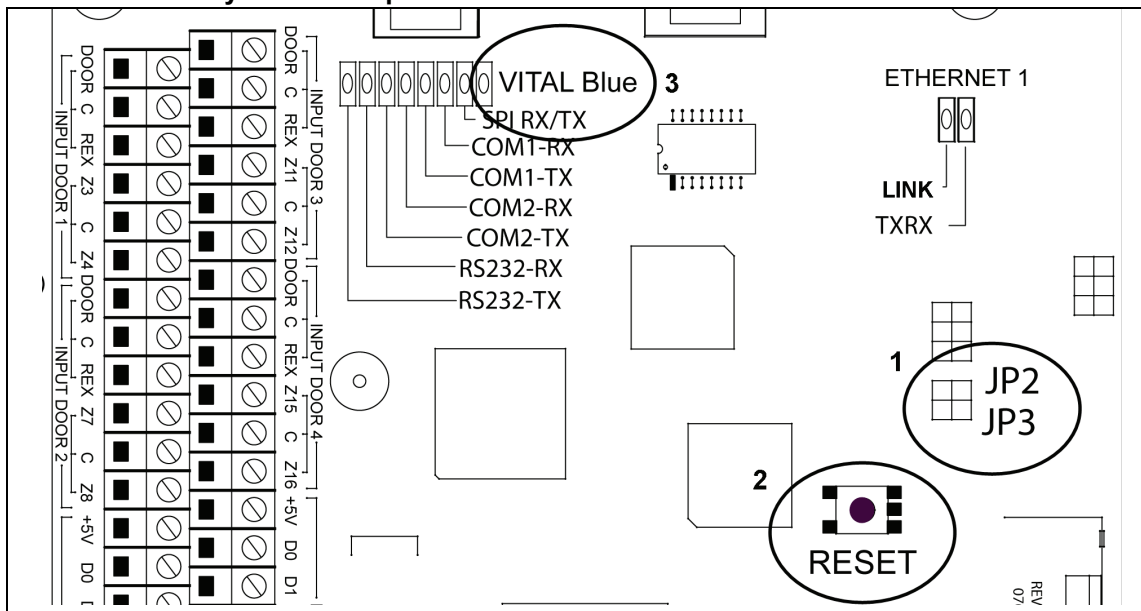 VITAL Blue
3
SPI RX/TX
COM1-RX
COM1-TX
COM2-RX
COM2-TX
RS232-RX
RS232-TX
ETHERNET 1
LINK
TXRX
DOOR
C
REX
Z3
C
Z4
INPUT DOOR 1
DOOR
C
REX
Z7
C
Z8
INPUT DOOR 2
+5V
D0
DOOR
C
REX
Z11
C
Z12
INPUT DOOR 3
DOOR
C
REX
Z15
C
Z16
INPUT DOOR 4
+5V
D0
D1
1
JP2
JP3
2
RESET
REV